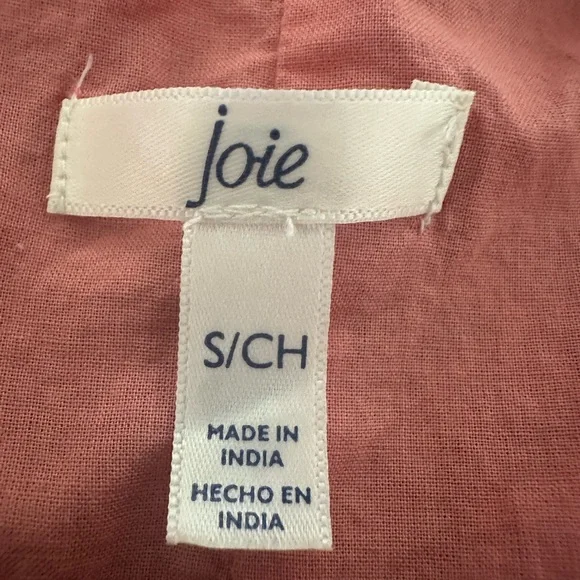 joie
S/CH
MADE IN
INDIA
HECHO EN
INDIA